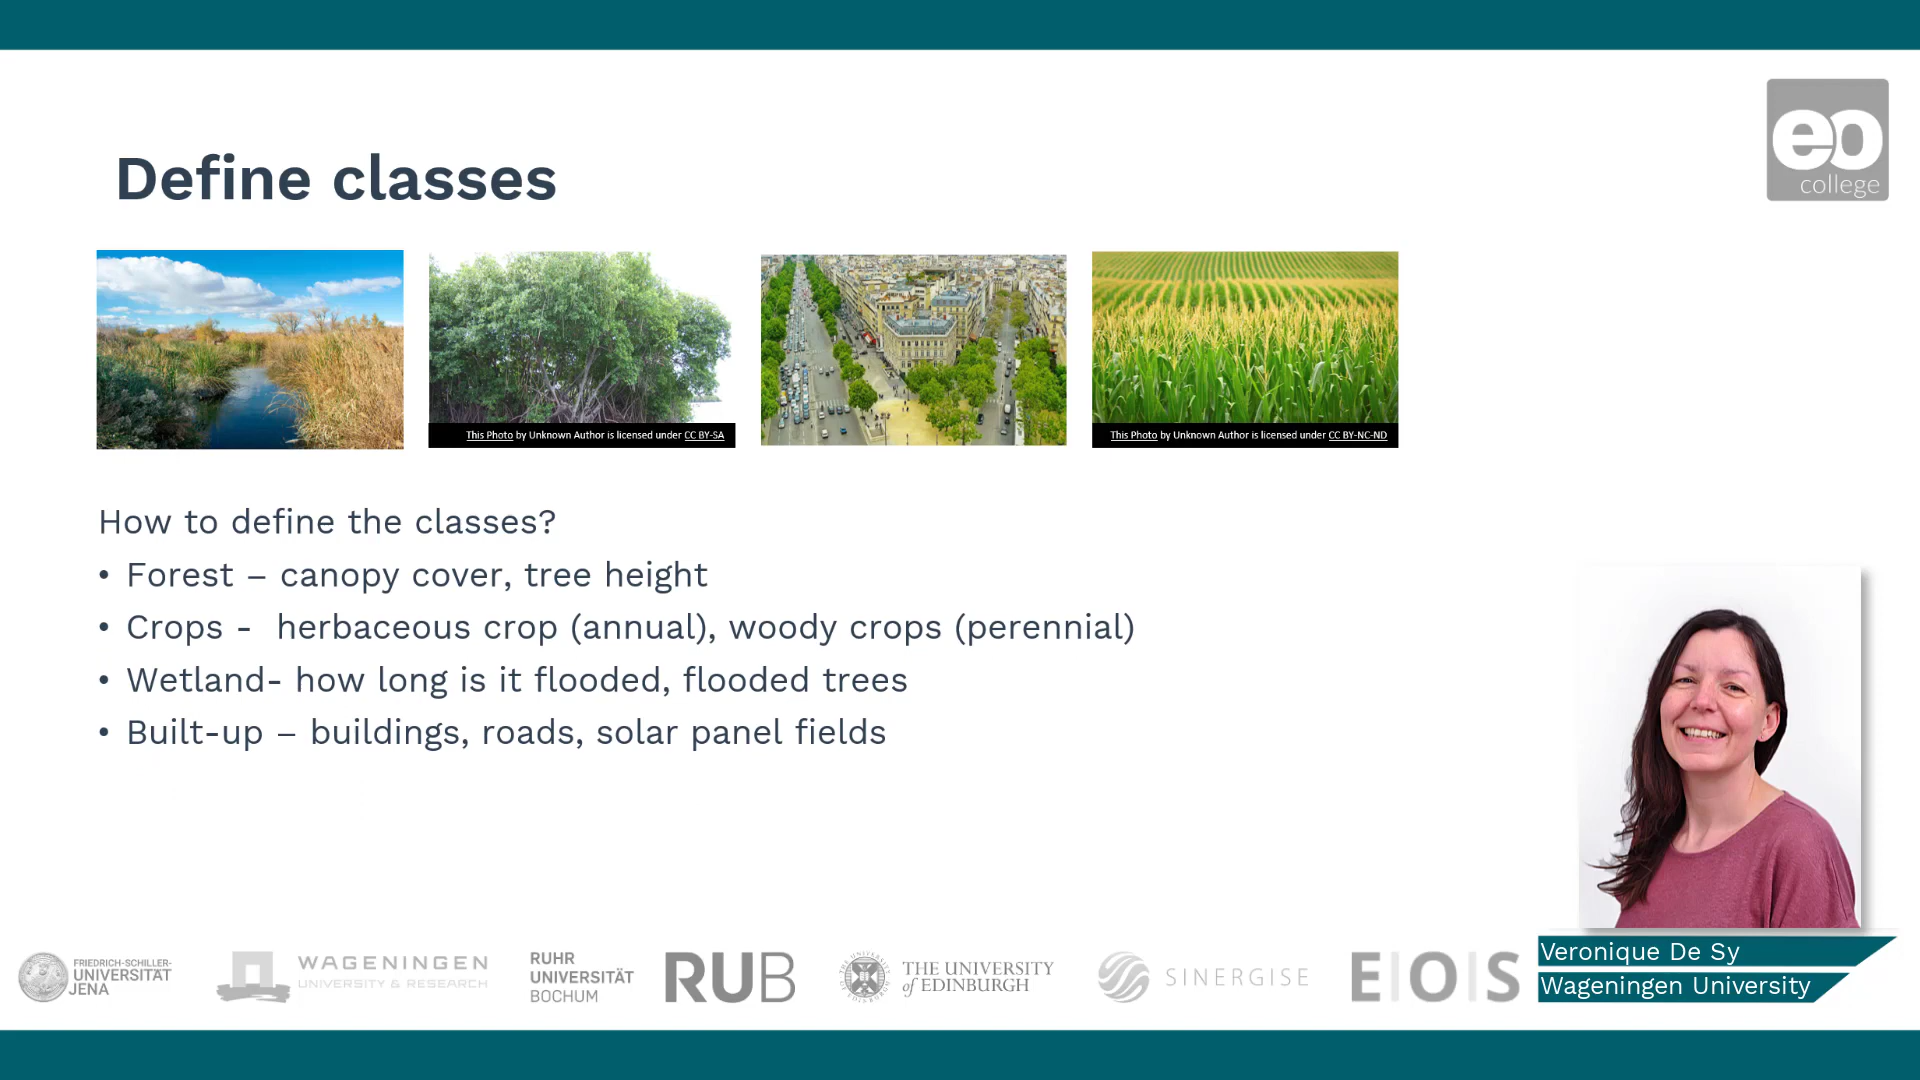 eo
college
Define classes
This Photo by Unknown Author is licensed under CC BY-SA
This Photo by Unknown Author is licensed under CC BY-NC-ND
How to define the classes?
• Forest – canopy cover, tree height
• Crops - herbaceous crop (annual), woody crops (perennial)
• Wetland- how long is it flooded, flooded trees
• Built-up – buildings, roads, solar panel fields
FRIEDRICH-SCHILLER-
UNIVERSITÄT
JENA
WAGENINGEN
UNIVERSITY & RESEARCH
RUHR
UNIVERSITÄT
BOCHUM
RUB
THE UNIVERSITY
of EDINBURGH
SINERGISE
E|O|S
Veronique De Sy
Wageningen University